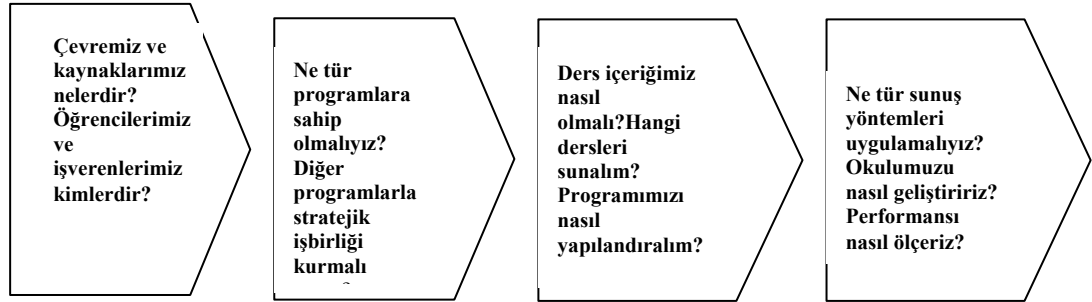 Çevremiz ve
kaynaklarımız
nelerdir?
Öğrencilerimiz
ve
işverenlerimiz
kimlerdir?
Ne tür
programlara
sahip
olmalıyız?
Diğer
programlarla
stratejik
işbirliği
kurmalı
Ders içeriğimiz
nasıl
olmalı?Hangi
dersleri
sunalım?
Programımızı
nasıl
yapılandıralım?
Ne tür sunuş
yöntemleri
uygulamalıyız?
Okulumuzu
nasıl geliştiririz?
Performansı
nasıl ölçeriz?